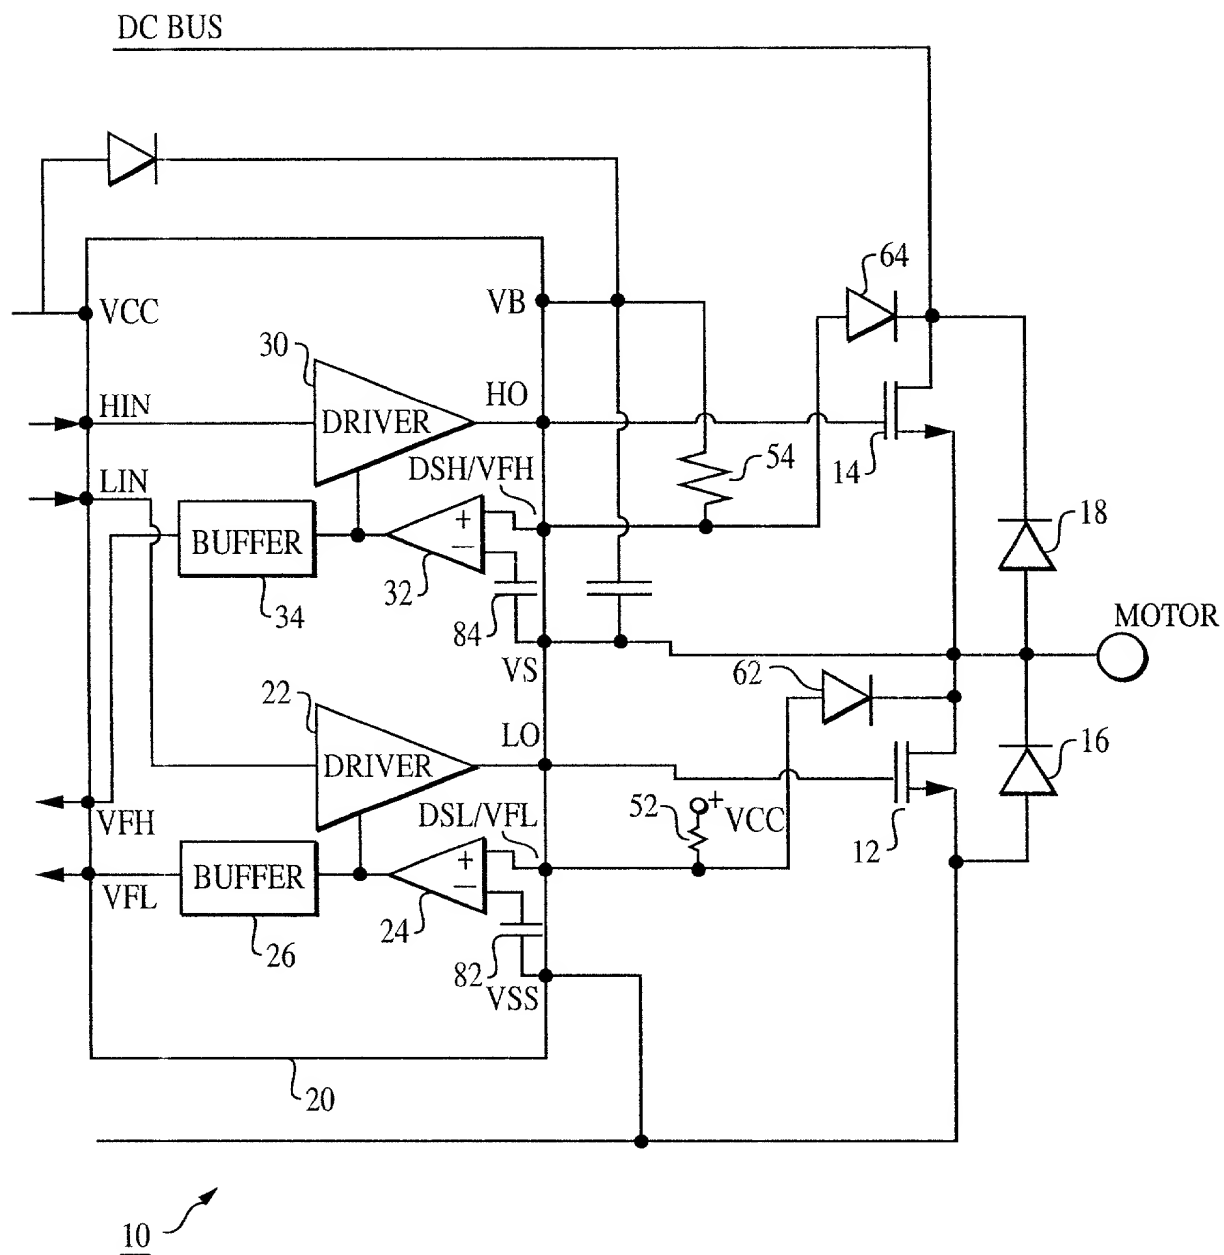 DC BUS
64
VCC
VB
30
HIN
DRIVER
HO
14
54
LIN
DSH/VFH
18
BUFFER
+
−
34
32
84
VS
MOTOR
62
22
LO
16
DRIVER
52
+
VCC
12
VFH
DSL/VFL
BUFFER
+
−
VFL
24
26
82
VSS
20
10